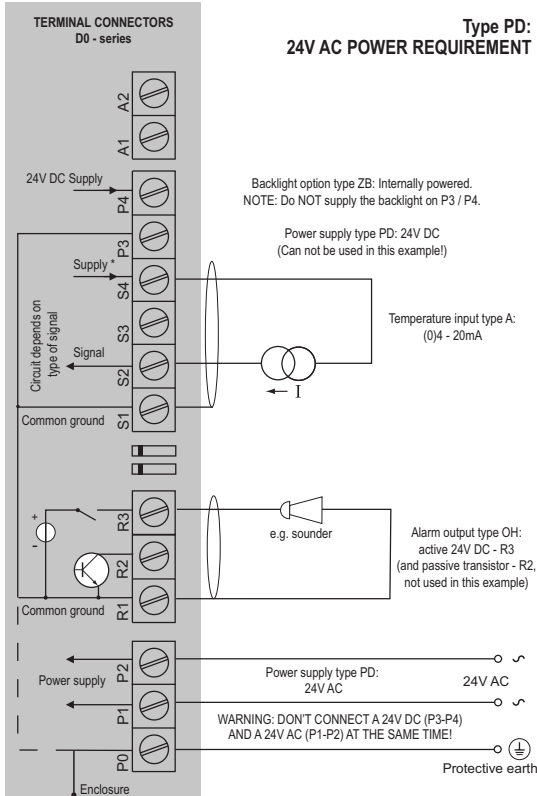 TERMINAL CONNECTORS
D0 - series
Type PD:
24V AC POWER REQUIREMENT
A2
A1
24V DC Supply
P4
Backlight option type ZB: Internally powered.
NOTE: Do NOT supply the backlight on P3 / P4.
P3
Power supply type PD: 24V DC
(Can not be used in this example!)
Supply *
S4
Circuit depends on
type of signal
S3
Temperature input type A:
(0)4 - 20mA
Signal
S2
I
Common ground
S1
+
-
R3
e.g. sounder
R2
Alarm output type OH:
active 24V DC - R3
(and passive transistor - R2,
not used in this example)
Common ground
R1
P2
Power supply
Power supply type PD:
24V AC
24V AC
P1
WARNING: DON'T CONNECT A 24V DC (P3-P4)
AND A 24V AC (P1-P2) AT THE SAME TIME!
P0
Protective earth
Enclosure